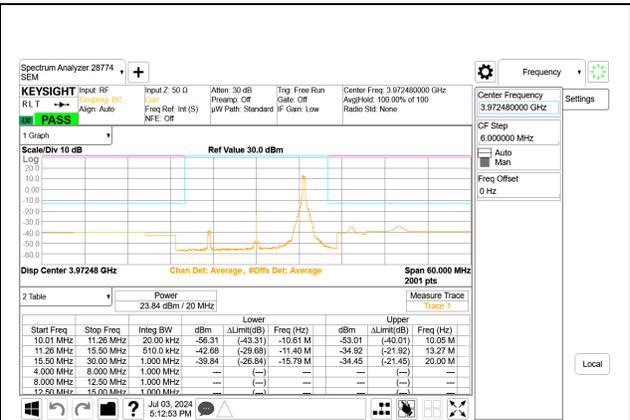 Spectrum Analyzer 28774
SEM
Frequency
KEYSIGHT
RLT
PASS
Input: RF
Coupling: DC
Align: Auto
Input Z: 50 Ω
Corr
Freq Ref: Int (S)
NFE: Off
Atten: 30 dB
Preamp: Off
µW Path: Standard
Trig: Free Run
Gate: Off
IF Gain: Low
Center Freq: 3.972480000 GHz
Avg|Hold: 100.00% of 100
Radio Std: None
Center Frequency
3.972480000 GHz
Settings
CF Step
6.000000 MHz
Auto
Man
Freq Offset
0 Hz
1 Graph
Scale/Div 10 dB Ref Value 30.0 dBm
Log
20.0
10.0
0.00
-10.0
-20.0
-30.0
-40.0
-50.0
-60.0
Disp Center 3.97248 GHz Chan Det: Average, #Offs Det: Average Span 60.000 MHz
2001 pts
2 Table
Power
23.84 dBm / 20 MHz
Measure Trace
Trace 1
Lower Upper
Start Freq Stop Freq Integ BW dBm ΔLimit(dB) Freq (Hz) dBm ΔLimit(dB) Freq (Hz)
10.01 MHz 11.26 MHz 20.00 kHz -56.31 (-43.31) -10.61 M -53.01 (-40.01) 10.05 M
11.26 MHz 15.50 MHz 510.0 kHz -42.68 (-29.68) -11.40 M -34.92 (-21.92) 13.27 M
15.50 MHz 30.00 MHz 1.000 MHz -39.84 (-26.84) -15.79 M -34.45 (-21.45) 20.00 M
4.000 MHz 8.000 MHz 1.000 MHz --- (---) --- (---)
8.000 MHz 12.50 MHz 1.000 MHz --- (---) --- (---)
12.50 MHz 15.00 MHz 1.000 MHz --- (---) --- (---)
Local
?
Jul 03, 2024
5:12:53 PM